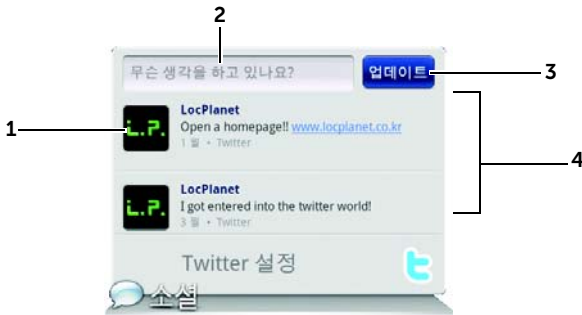 2
무슨 생각을 하고 있나요?
업데이트
3
LocPlanet
1
L.P.
Open a homepage!! www.locplanet.co.kr
1 월 • Twitter
4
LocPlanet
L.P.
I got entered into the twitter world!
3 월 • Twitter
Twitter 설정
t
소셜